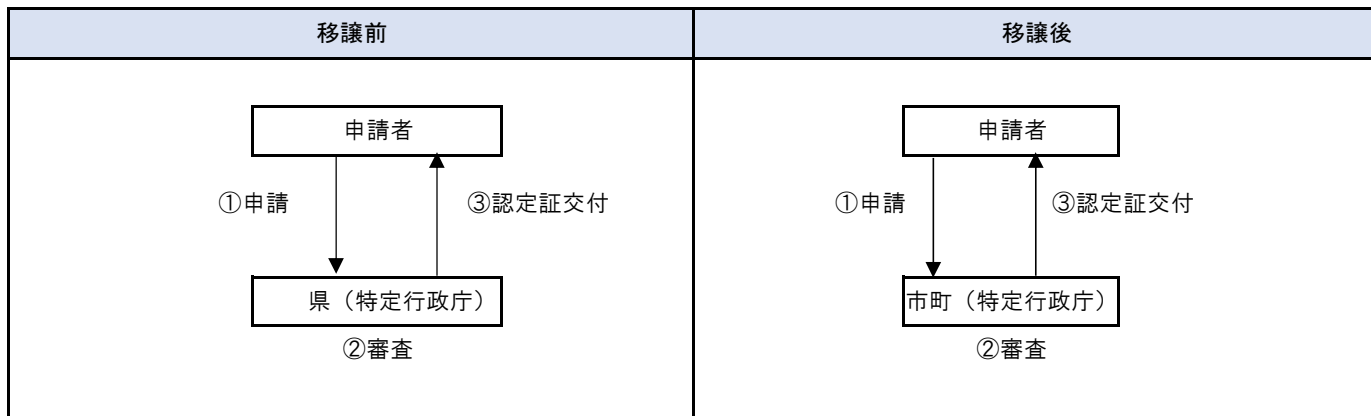 移譲前
移譲後
申請者
①申請
③認定証交付
県（特定行政庁）
②審査
申請者
①申請
③認定証交付
市町（特定行政庁）
②審査